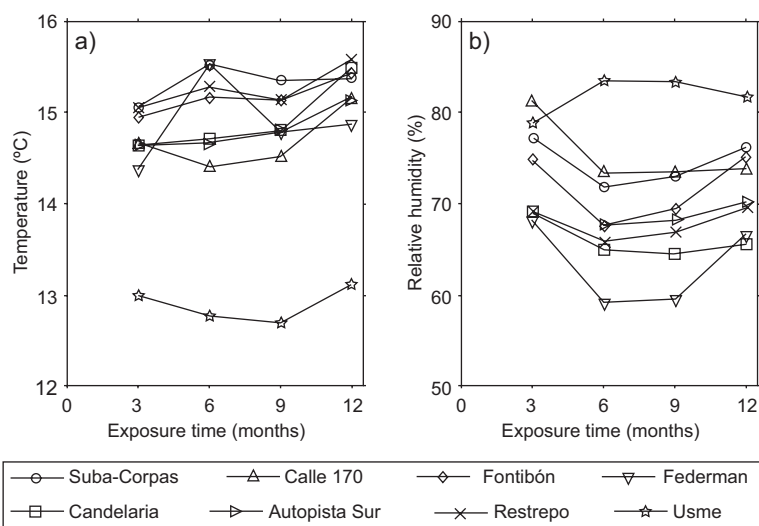 a)
16
15
14
13
12
Temperature (ºC)
0 3 6 9 12
Exposure time (months)
b)
90
80
70
60
50
Relative humidity (%)
0 3 6 9 12
Exposure time (months)
Suba-Corpas Calle 170 Fontibón Federman
Candelaria Autopista Sur Restrepo Usme